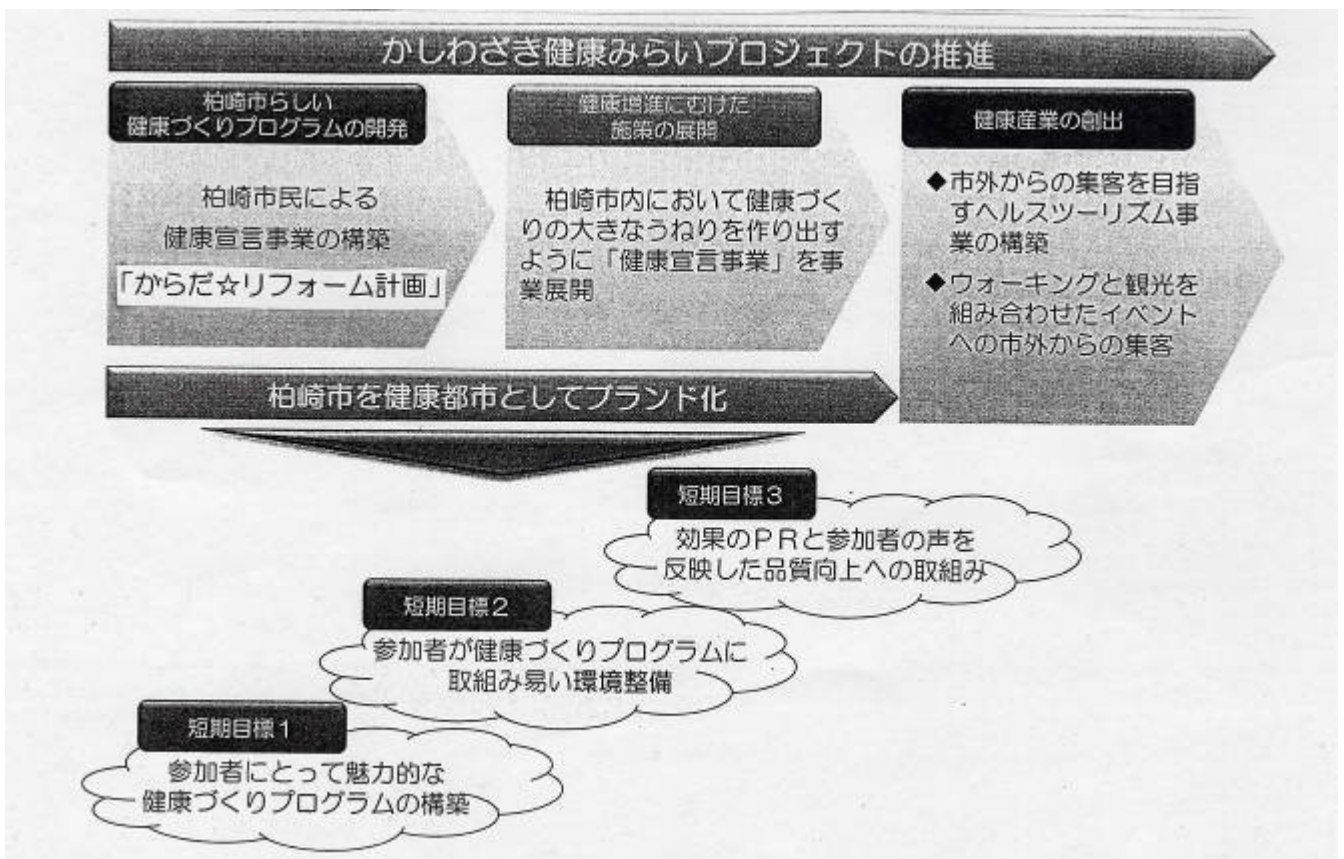 かしわざき健康みらいプロジェクトの推進
柏崎市らしい
健康づくりプログラムの開発
柏崎市民による
健康宣言事業の構築
「からだ☆リフォーム計画」
健康増進にむけた
施策の展開
柏崎市内において健康づく
りの大きなうねりを作り出す
ように「健康宣言事業」を事
業展開
健康産業の創出
◆市外からの集客を目指
すヘルスツーリズム事
業の構築
◆ウォーキングと観光を
組み合わせたイベント
への市外からの集客
柏崎市を健康都市としてブランド化
短期目標3
効果のPRと参加者の声を
反映した品質向上への取組み
短期目標2
参加者が健康づくりプログラムに
取組み易い環境整備
短期目標1
参加者にとって魅力的な
健康づくりプログラムの構築